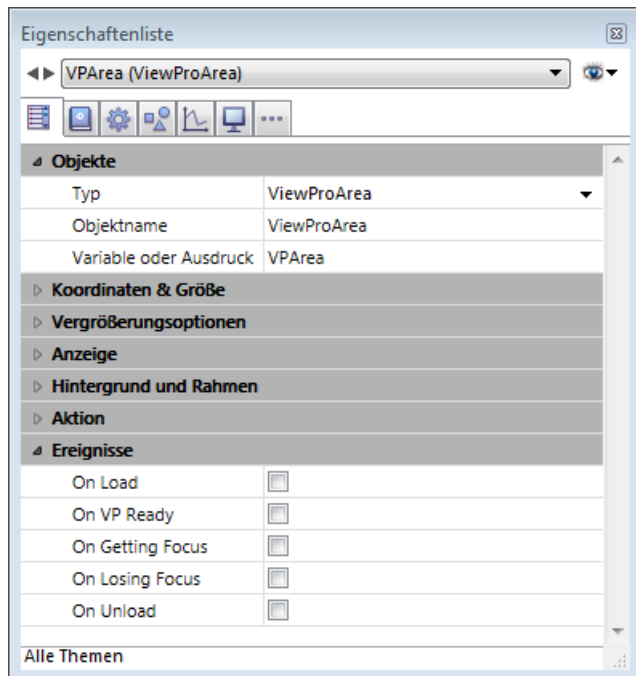 Eigenschaftenliste
VPArea (ViewProArea)
Objekte
Typ ViewProArea
Objektname ViewProArea
Variable oder Ausdruck VPArea
Koordinaten & Größe
Vergrößerungsoptionen
Anzeige
Hintergrund und Rahmen
Aktion
Ereignisse
On Load
On VP Ready
On Getting Focus
On Losing Focus
On Unload
Alle Themen